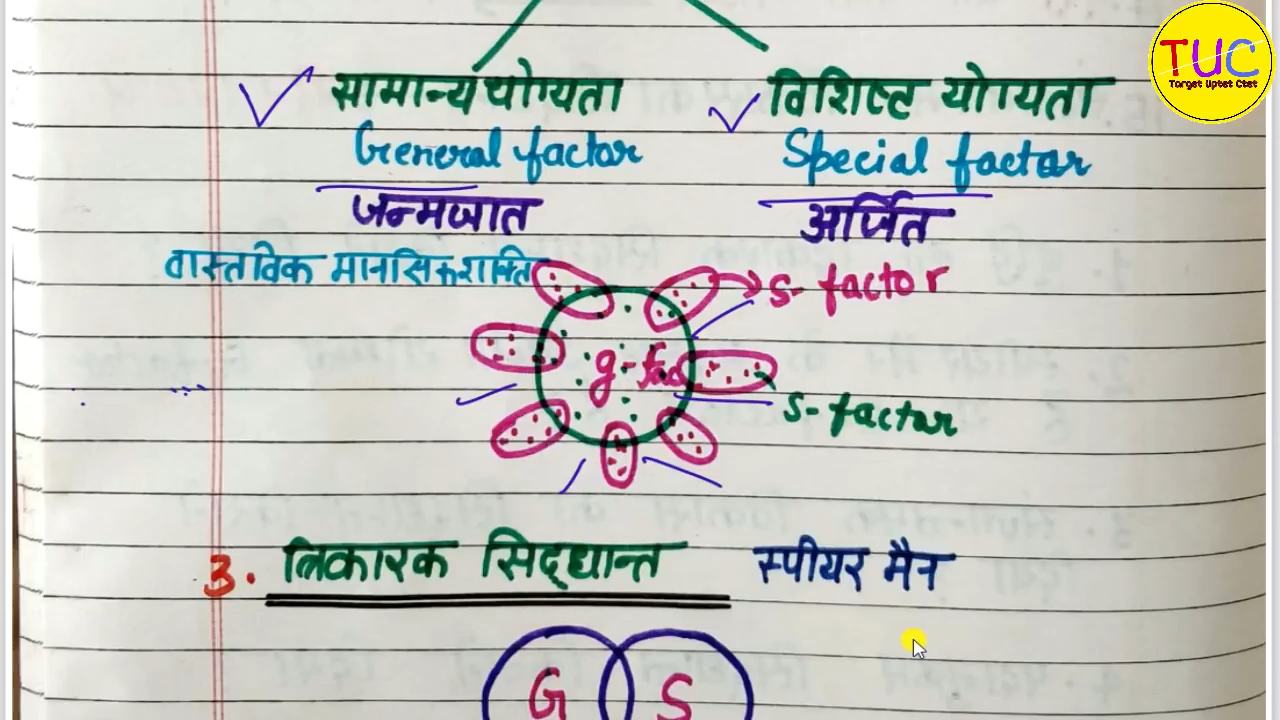 TUC
Target Uptet Ctet
सामान्य योग्यता विशिष्ट योग्यता
General factor Special factor
जन्मजात आर्जित
वास्तविक मानसिक शक्ति
s- factor
g- fac
s- factor
3. त्रिकारक सिद्धान्त स्पीयर मैन
G S